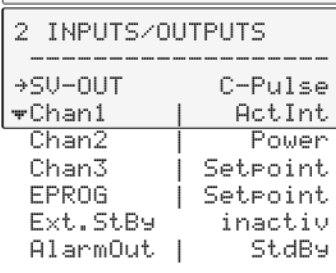 2 INPUTS/OUTPUTS
------------------
→SV-OUT C-Pulse
▼Chan1 | ActInt
Chan2 | Power
Chan3 | Setpoint
EPROG | Setpoint
Ext.StBy inactiv
AlarmOut | StdBy